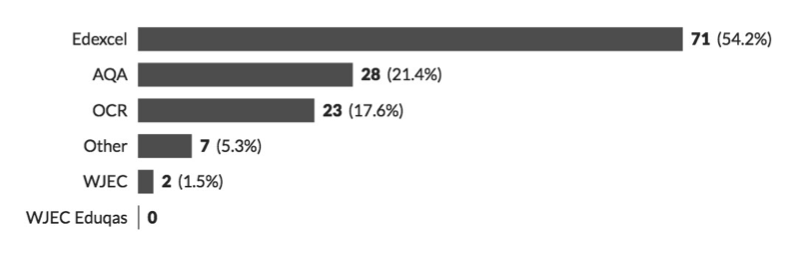 Edexcel 71 (54.2%)
AQA 28 (21.4%)
OCR 23 (17.6%)
Other 7 (5.3%)
WJEC 2 (1.5%)
WJEC Eduqas 0